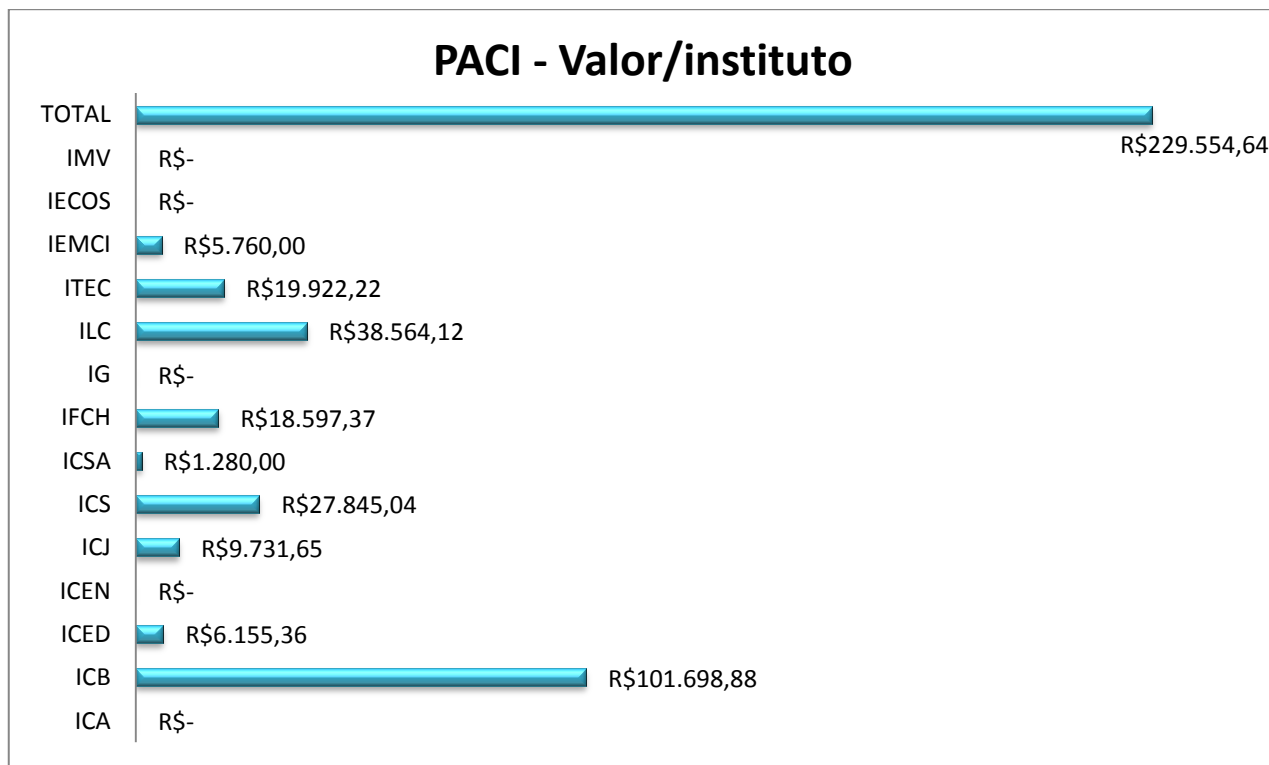 PACI - Valor/instituto
TOTAL R$229.554,64
IMV R$-
IECOS R$-
IEMCI R$5.760,00
ITEC R$19.922,22
ILC R$38.564,12
IG R$-
IFCH R$18.597,37
ICSA R$1.280,00
ICS R$27.845,04
ICJ R$9.731,65
ICEN R$-
ICED R$6.155,36
ICB R$101.698,88
ICA R$-